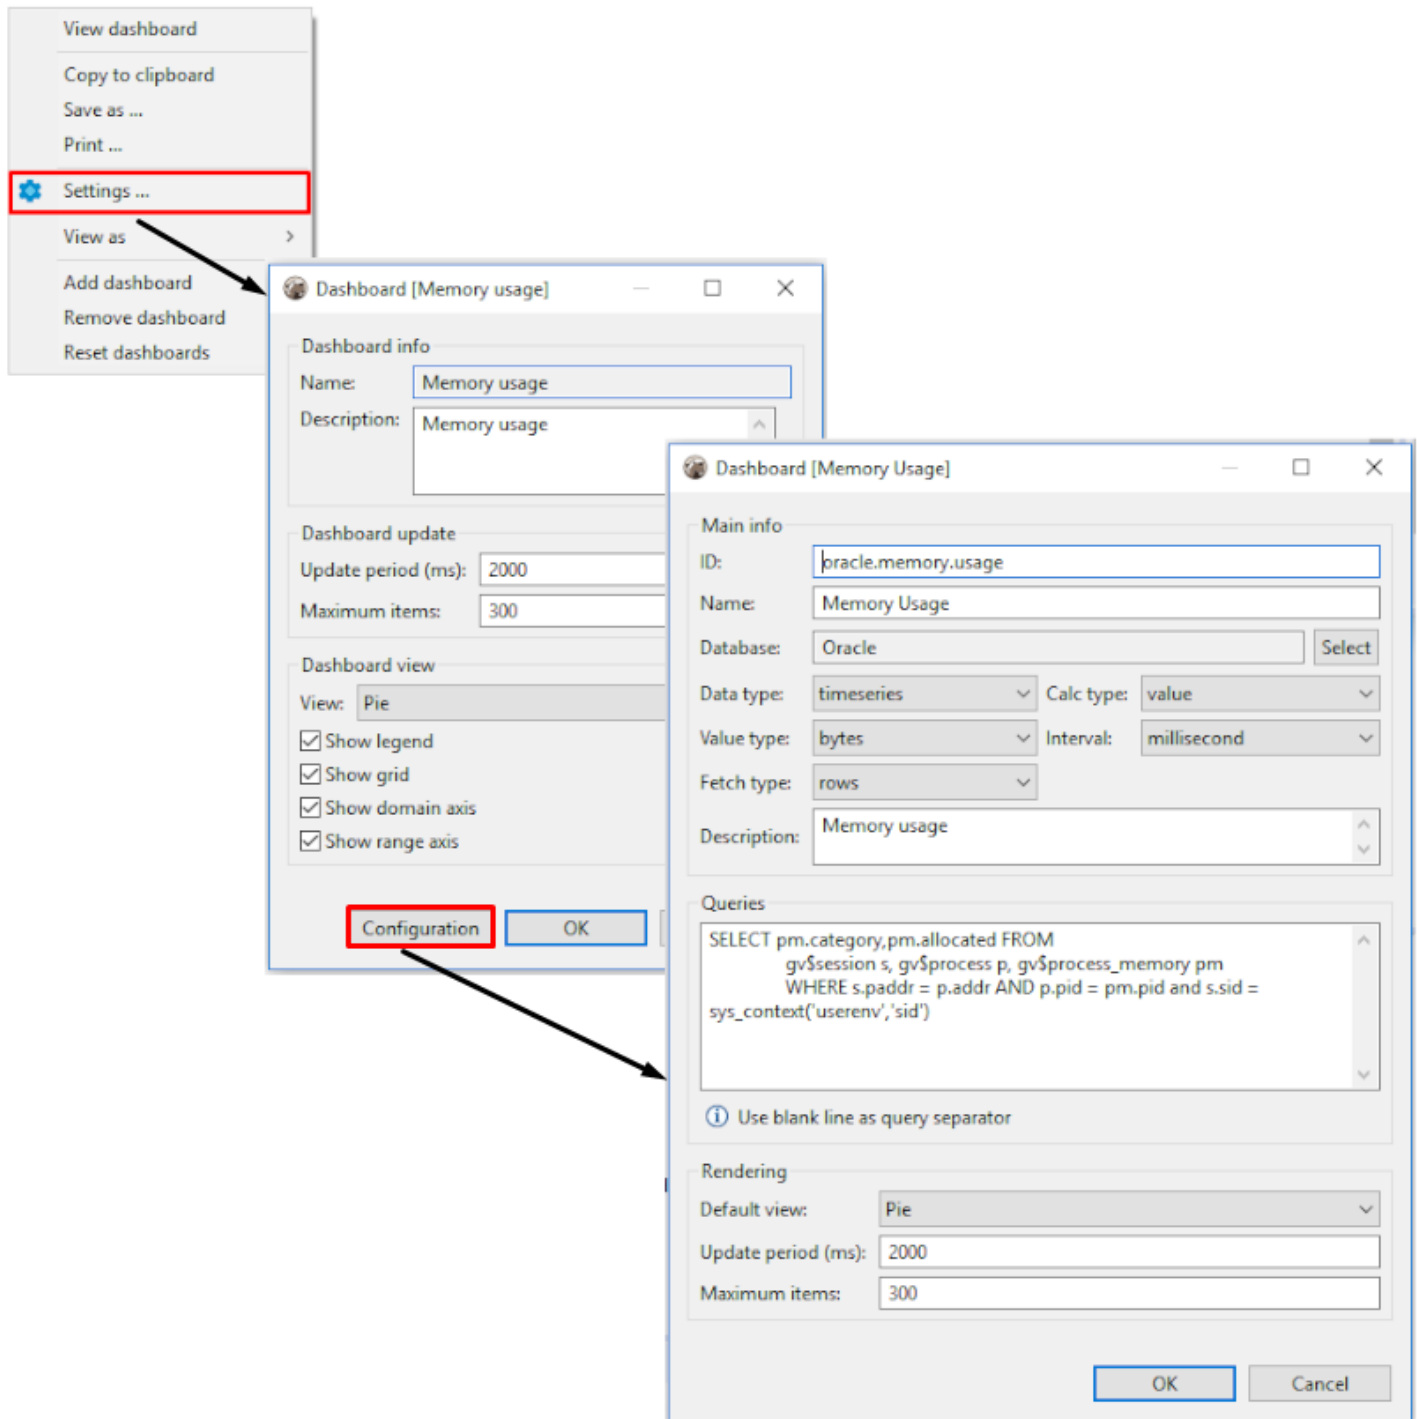 View dashboard
Copy to clipboard
Save as ...
Print ...
Settings ...
View as
Add dashboard
Remove dashboard
Reset dashboards
Dashboard [Memory usage]
Dashboard info
Name: Memory usage
Description: Memory usage
Dashboard update
Update period (ms): 2000
Maximum items: 300
Dashboard view
View: Pie
Show legend
Show grid
Show domain axis
Show range axis
Configuration OK
Dashboard [Memory Usage]
Main info
ID: oracle.memory.usage
Name: Memory Usage
Database: Oracle Select
Data type: timeseries Calc type: value
Value type: bytes Interval: millisecond
Fetch type: rows
Description: Memory usage
Queries
SELECT pm.category,pm.allocated FROM
gv$session s, gv$process p, gv$process_memory pm
WHERE s.paddr = p.addr AND p.pid = pm.pid and s.sid =
sys_context('userenv','sid')
Use blank line as query separator
Rendering
Default view: Pie
Update period (ms): 2000
Maximum items: 300
OK Cancel